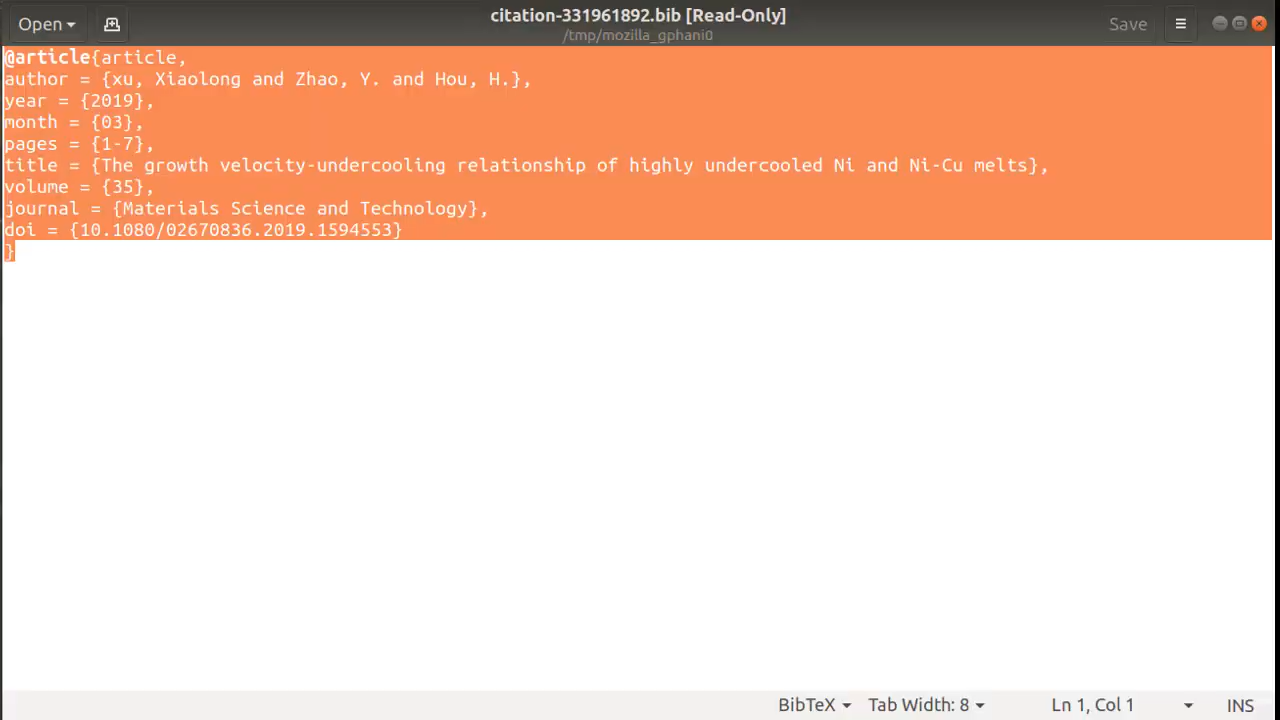 Open
citation-331961892.bib [Read-Only]
/tmp/mozilla_gphani0
Save
@article{article,
author = {xu, Xiaolong and Zhao, Y. and Hou, H.},
year = {2019},
month = {03},
pages = {1-7},
title = {The growth velocity-undercooling relationship of highly undercooled Ni and Ni-Cu melts},
volume = {35},
journal = {Materials Science and Technology},
doi = {10.1080/02670836.2019.1594553}
}
BibTeX Tab Width: 8 Ln 1, Col 1 INS